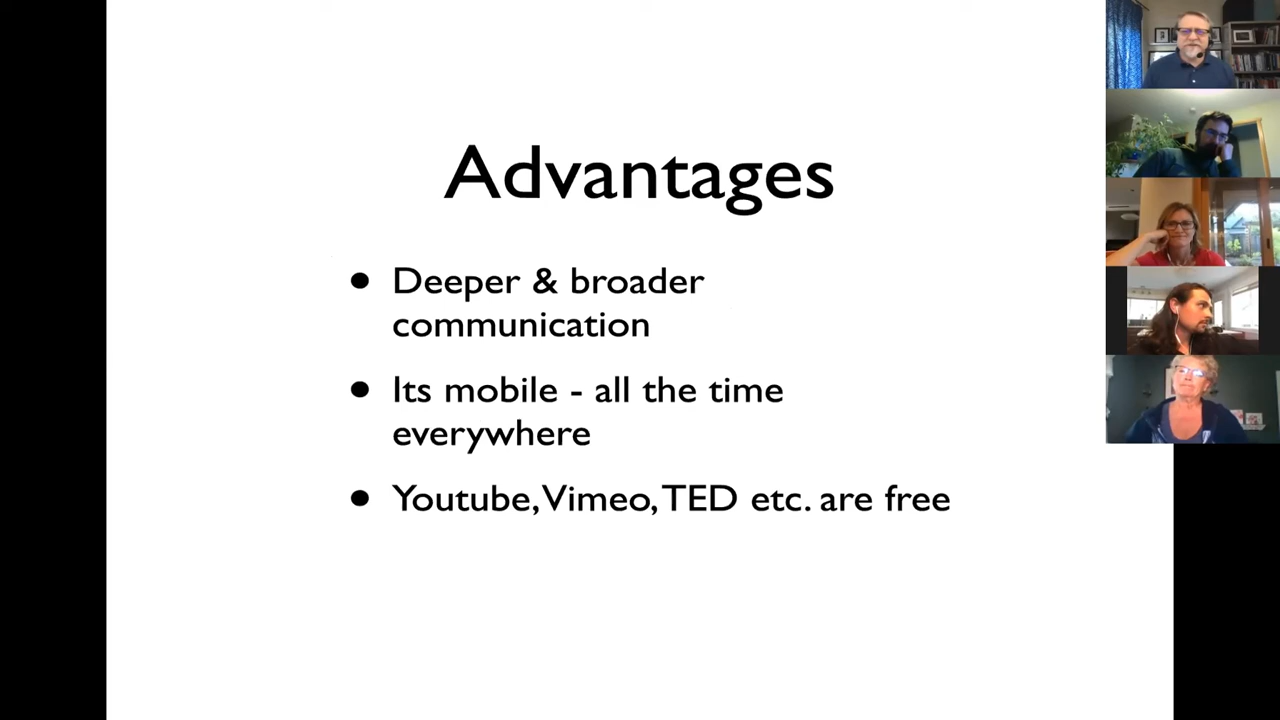 Advantages
• Deeper & broader
communication
• Its mobile - all the time
everywhere
• Youtube, Vimeo, TED etc. are free